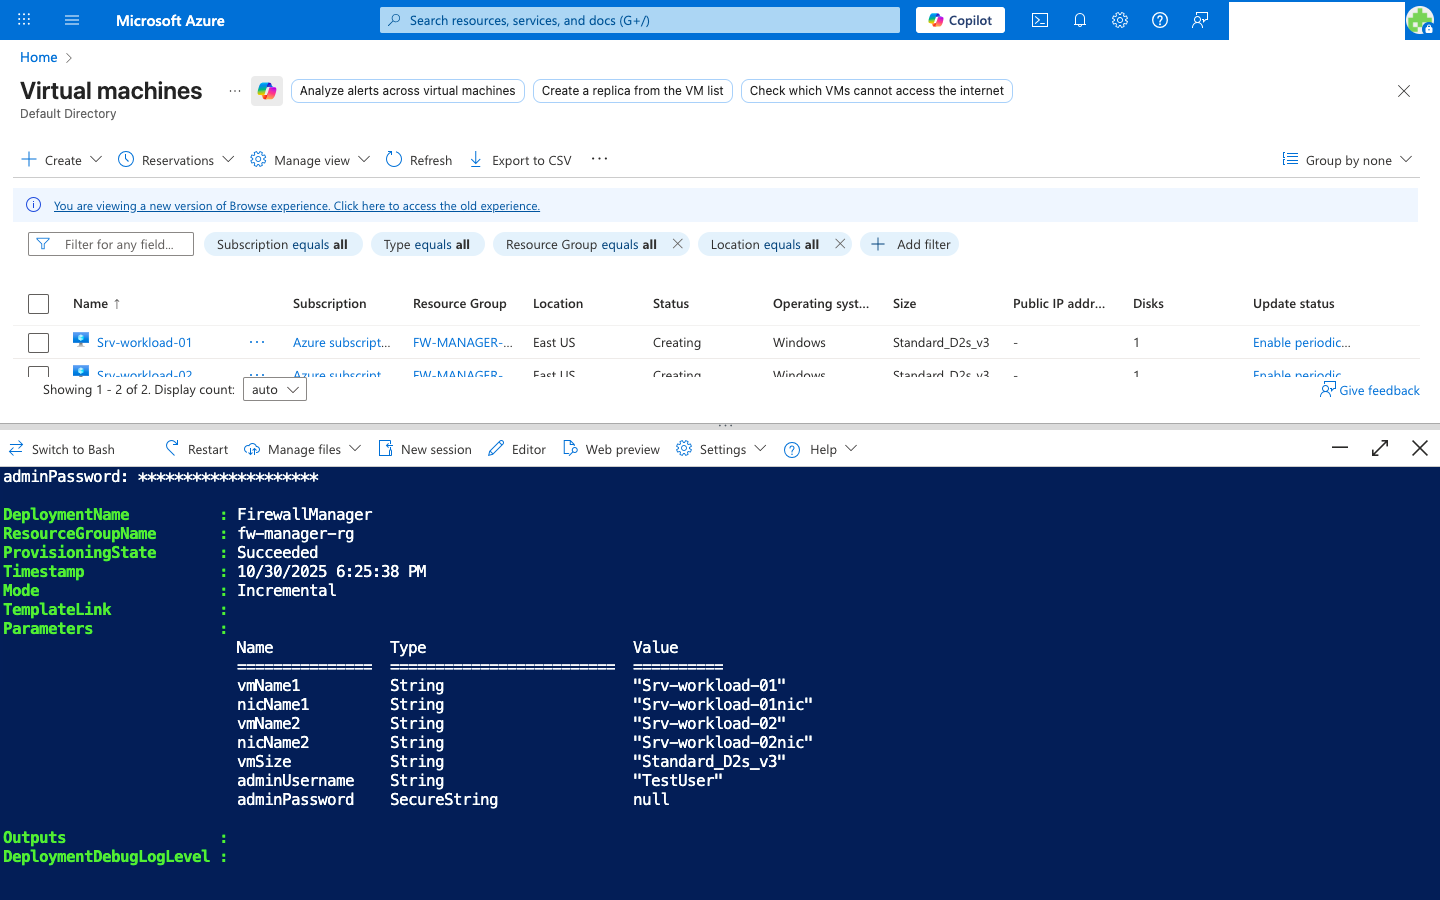 Microsoft Azure
Search resources, services, and docs (G+/)
Copilot
Home
Virtual machines
Default Directory
Analyze alerts across virtual machines
Create a replica from the VM list
Check which VMs cannot access the internet
Create
Reservations
Manage view
Refresh
Export to CSV
Group by none
You are viewing a new version of Browse experience. Click here to access the old experience.
Filter for any field...
Subscription equals all
Type equals all
Resource Group equals all
Location equals all
Add filter
Name ↑ Subscription Resource Group Location Status Operating syst... Size Public IP addr... Disks Update status
Srv-workload-01 ... Azure subscript... FW-MANAGER-... East US Creating Windows Standard_D2s_v3 - 1 Enable periodic...
Srv-workload-02 ... Azure subscript FW-MANAGER- East US Creating Windows Standard_D2s_v3 - 1 Enable periodic
Showing 1 - 2 of 2. Display count: auto
Give feedback
Switch to Bash
Restart
Manage files
New session
Editor
Web preview
Settings
Help
adminPassword: ********************
DeploymentName : FirewallManager
ResourceGroupName : fw-manager-rg
ProvisioningState : Succeeded
Timestamp : 10/30/2025 6:25:38 PM
Mode : Incremental
TemplateLink :
Parameters :
Name Type Value
=============== ========================= ==========
vmName1 String "Srv-workload-01"
nicName1 String "Srv-workload-01nic"
vmName2 String "Srv-workload-02"
nicName2 String "Srv-workload-02nic"
vmSize String "Standard_D2s_v3"
adminUsername String "TestUser"
adminPassword SecureString null
Outputs :
DeploymentDebugLogLevel :